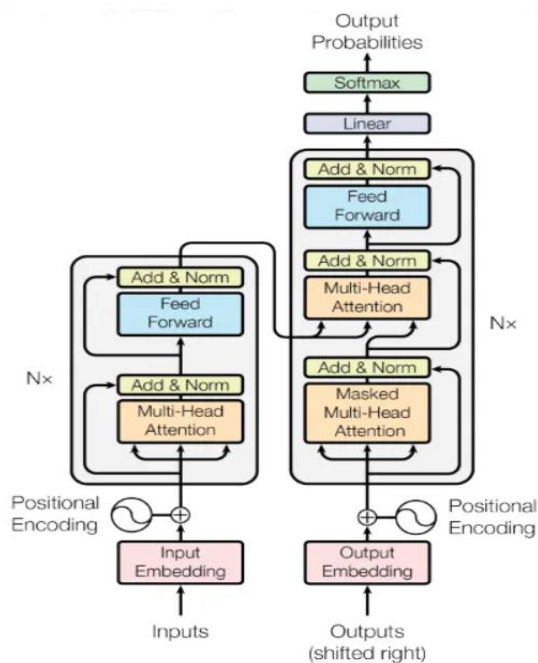 Output
Probabilities
Softmax
Linear
Add & Norm
Feed
Forward
Add & Norm
Multi-Head
Attention
Add & Norm
Masked
Multi-Head
Attention
Nx
Add & Norm
Feed
Forward
Add & Norm
Multi-Head
Attention
Nx
Positional
Encoding
Input
Embedding
Inputs
Positional
Encoding
Output
Embedding
Outputs
(shifted right)